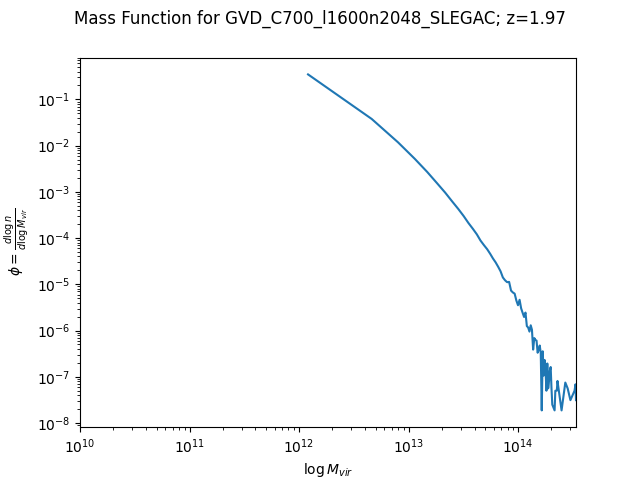 Mass Function for GVD_C700_l1600n2048_SLEGAC; z=1.97
10⁻¹
10⁻²
10⁻³
10⁻⁴
10⁻⁵
10⁻⁶
10⁻⁷
10⁻⁸
ϕ = d log n / d log M_vir
10¹⁰ 10¹¹ 10¹² 10¹³ 10¹⁴
log M_vir